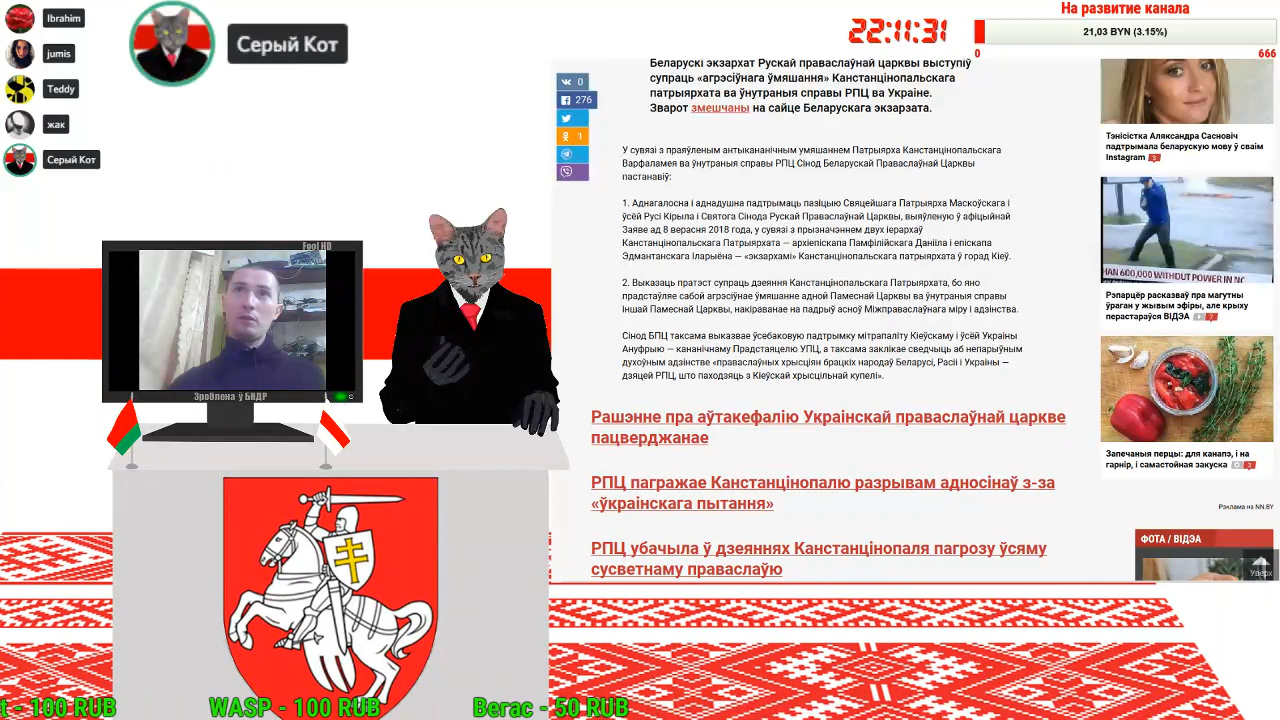 Ibrahim
jumis
Teddy
жак
Серый Кот
Серый Кот
22:11:31
На развитие канала
21,03 BYN (3.15%)
0
666
Беларускі экзархат Рускай праваслаўнай царквы выступіў
супраць «агрэсіўнага ўмяшання» Канстанцінопальскага
патрыярхата ва ўнутраныя справы РПЦ ва Украіне.
Зварот змешчаны на сайце Беларускага экзарзата.
0
276
1
У сувязі з праяўленым антыкананічным умяшаннем Патрыярха Канстанцінопальскага
Варфаламея ва ўнутраныя справы РПЦ Сінод Беларускай Праваслаўнай Царквы
пастанавіў:
1. Аднагалосна і аднадушна падтрымаць пазіцыю Свяцейшага Патрыярха Маскоўскага і
ўсёй Русі Кірыла і Святога Сінода Рускай Праваслаўнай Царквы, выяўленую ў афіцыйнай
Заяве ад 8 верасня 2018 года, у сувязі з прызначэннем двух іерархаў
Канстанцінопальскага Патрыярхата — архіепіскапа Памфілійскага Данііла і епіскапа
Эдмантанскага Іларыёна — «экзархамі» Канстанцінопальскага патрыярхата ў горад Кіеў.
2. Выказаць пратэст супраць дзеяння Канстанцінопальскага Патрыярхата, бо яно
прадстаўляе сабой агрэсіўнае ўмяшанне адной Памеснай Царквы ва ўнутраныя справы
іншай Памеснай Царквы, накіраванае на падрыў асноў Міжправаслаўнага міру і адзінства.
Сінод БПЦ таксама выказвае ўсебаковую падтрымку мітрапаліту Кіеўскаму і ўсёй Украіны
Ануфрыю — кананічнаму Прадстаяцелю УПЦ, а таксама заклікае сведчыць аб непарыўным
духоўным адзінстве «праваслаўных хрысціян брацкіх народаў Беларусі, Расіі і Украіны —
дзяцей РПЦ, што паходзяць з Кіеўскай хрысцільнай купелі».
Рашэнне пра аўтакефалію Украінскай праваслаўнай царкве
пацверджанае
РПЦ пагражае Канстанцінопалю разрывам адносінаў з-за
«ўкраінскага пытання»
РПЦ убачыла ў дзеяннях Канстанцінопаля пагрозу ўсяму
сусветнаму праваслаўю
Тэнісістка Аляксандра Сасновіч
падтрымала беларускую мову ў сваім
Instagram 5
HAN 600,000 WITHOUT POWER IN NC
Рэпарцёр расказваў пра магутны
ўраган у жывым эфіры, але крыху
перастараўся ВІДЭА 7
Запечаныя перцы: для канапэ, і на
гарнір, і самастойная закуска 3
Рэклама на NN.BY
ФОТА / ВІДЭА
Уверх
Fool HD
Зроблена ў БНДР
t - 100 RUB
WASP - 100 RUB
Вегас - 50 RUB